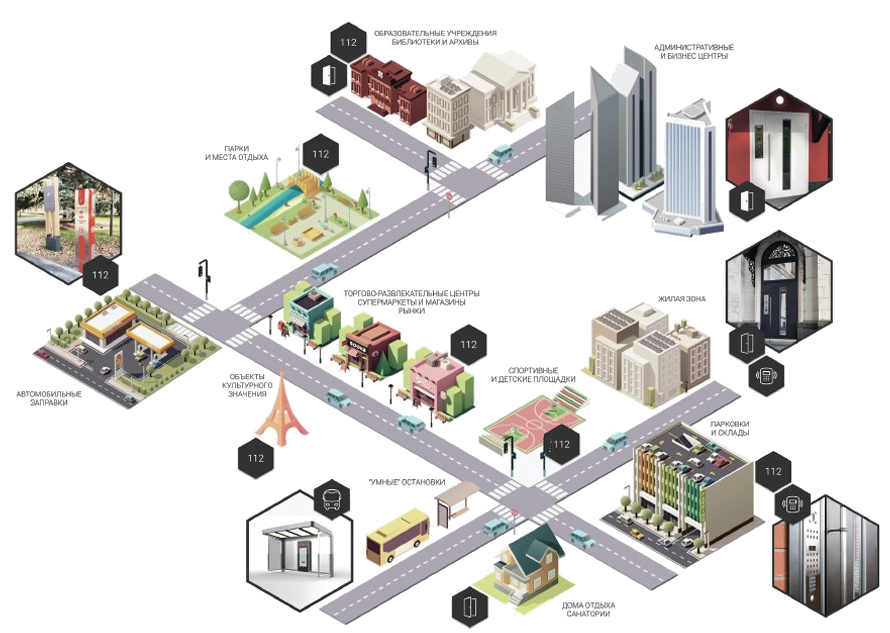 112
ОБРАЗОВАТЕЛЬНЫЕ УЧРЕЖДЕНИЯ
БИБЛИОТЕКИ И АРХИВЫ
АДМИНИСТРАТИВНЫЕ
И БИЗНЕС ЦЕНТРЫ
ПАРКИ
И МЕСТА ОТДЫХА
112
112
ТОРГОВО-РАЗВЛЕКАТЕЛЬНЫЕ ЦЕНТРЫ
СУПЕРМАРКЕТЫ И МАГАЗИНЫ
РЫНКИ
ЖИЛАЯ ЗОНА
BOOKS
112
ОБЪЕКТЫ
КУЛЬТУРНОГО
ЗНАЧЕНИЯ
СПОРТИВНЫЕ
И ДЕТСКИЕ ПЛОЩАДКИ
АВТОМОБИЛЬНЫЕ
ЗАПРАВКИ
ПАРКОВКИ
И СКЛАДЫ
112
112
112
"УМНЫЕ" ОСТАНОВКИ
ДОМА ОТДЫХА
САНАТОРИИ